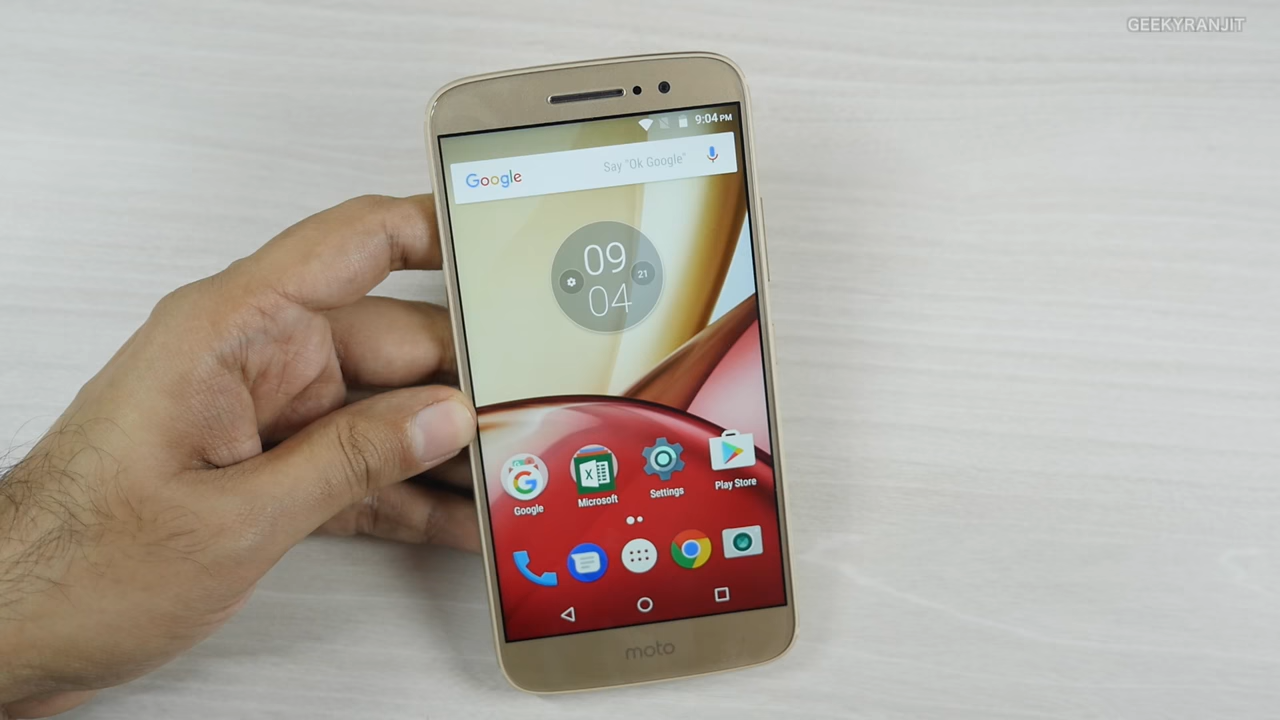 GEEKYRANJIT
9:04 PM
Google
Say "Ok Google"
09
21
04
G
X
Google
Microsoft
Settings
Play Store
moto